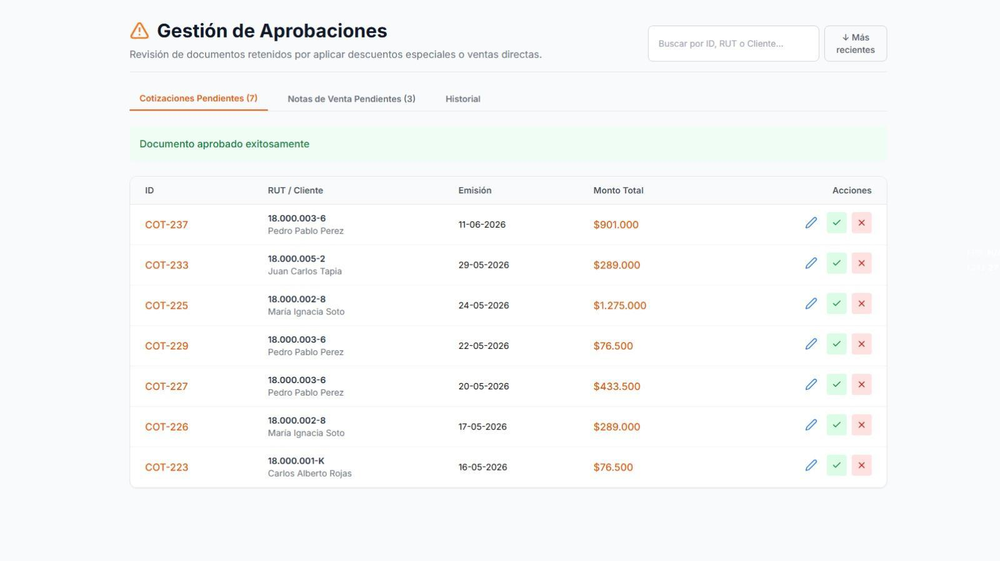 Gestión de Aprobaciones
Revisión de documentos retenidos por aplicar descuentos especiales o ventas directas.
Buscar por ID, RUT o Cliente...
↓ Más
recientes
Cotizaciones Pendientes (7)
Notas de Venta Pendientes (3)
Historial
Documento aprobado exitosamente
ID RUT / Cliente Emisión Monto Total Acciones
COT-237 18.000.003-6 11-06-2026 $901.000
Pedro Pablo Perez
COT-233 18.000.005-2 29-05-2026 $289.000
Juan Carlos Tapia
COT-225 18.000.002-8 24-05-2026 $1.275.000
María Ignacia Soto
COT-229 18.000.003-6 22-05-2026 $76.500
Pedro Pablo Perez
COT-227 18.000.003-6 20-05-2026 $433.500
Pedro Pablo Perez
COT-226 18.000.002-8 17-05-2026 $289.000
María Ignacia Soto
COT-223 18.000.001-K 16-05-2026 $76.500
Carlos Alberto Rojas